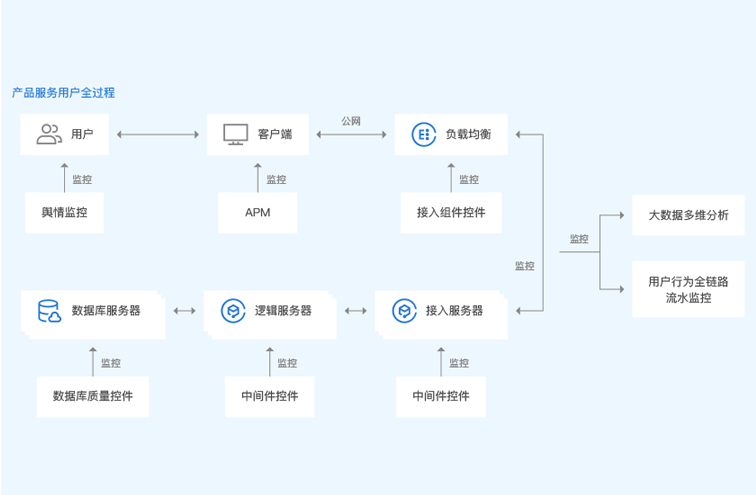 产品服务用户全过程
用户
客户端
公网
负载均衡
监控
监控
监控
舆情监控
APM
接入组件控件
监控
监控
大数据多维分析
用户行为全链路
流水监控
数据库服务器
逻辑服务器
接入服务器
监控
监控
监控
数据库质量控件
中间件控件
中间件控件